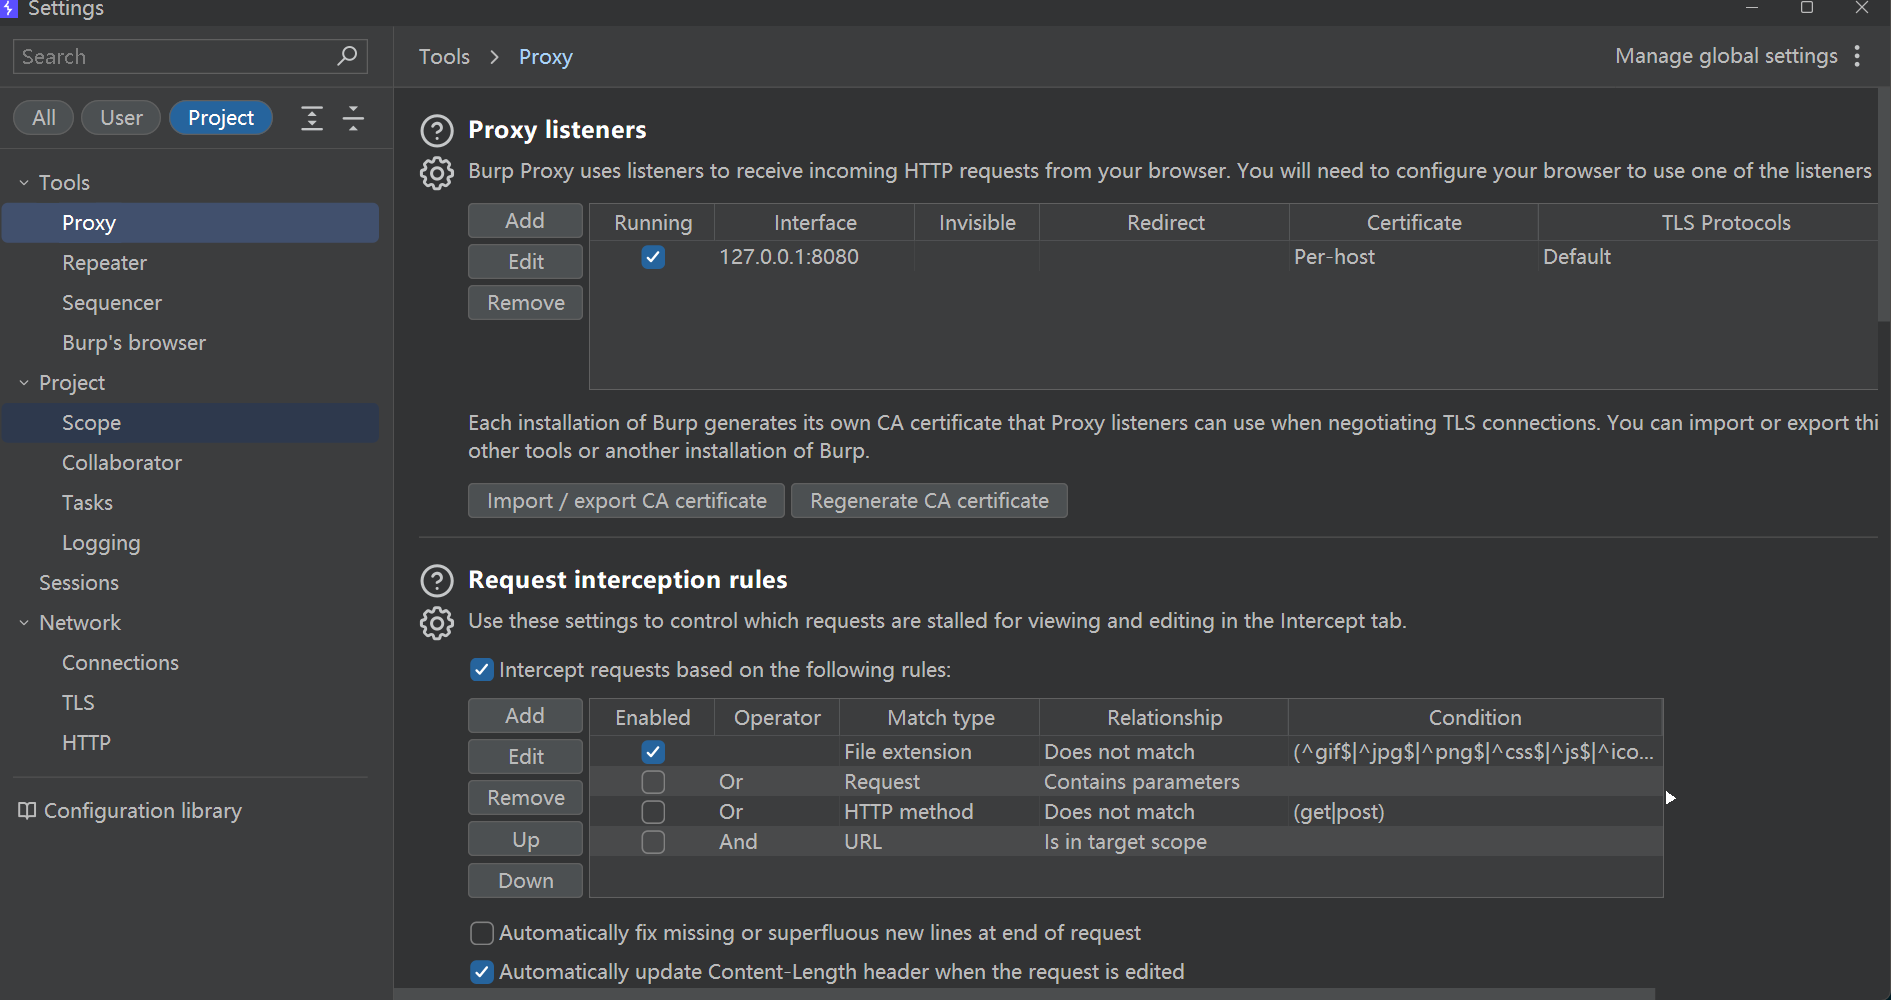 Settings
Search
Tools > Proxy
Manage global settings
All
User
Project
Tools
Proxy
Repeater
Sequencer
Burp's browser
Project
Scope
Collaborator
Tasks
Logging
Sessions
Network
Connections
TLS
HTTP
Configuration library
Proxy listeners
Burp Proxy uses listeners to receive incoming HTTP requests from your browser. You will need to configure your browser to use one of the listeners
Add
Edit
Remove
Running Interface Invisible Redirect Certificate TLS Protocols
127.0.0.1:8080 Per-host Default
Each installation of Burp generates its own CA certificate that Proxy listeners can use when negotiating TLS connections. You can import or export thi
other tools or another installation of Burp.
Import / export CA certificate
Regenerate CA certificate
Request interception rules
Use these settings to control which requests are stalled for viewing and editing in the Intercept tab.
Intercept requests based on the following rules:
Add
Edit
Remove
Up
Down
Enabled Operator Match type Relationship Condition
File extension Does not match (^gif$|^jpg$|^png$|^css$|^js$|^ico...
Or Request Contains parameters
Or HTTP method Does not match (get|post)
And URL Is in target scope
Automatically fix missing or superfluous new lines at end of request
Automatically update Content-Length header when the request is edited